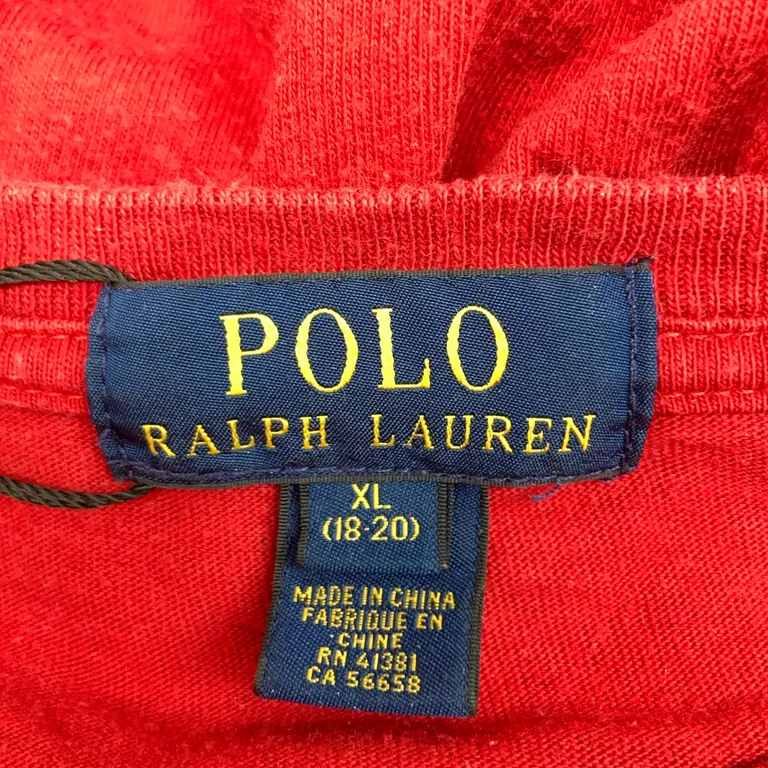 POLO
RALPH LAUREN
XL
(18-20)
MADE IN CHINA
FABRIQUE EN
CHINE
RN 41381
CA 56658